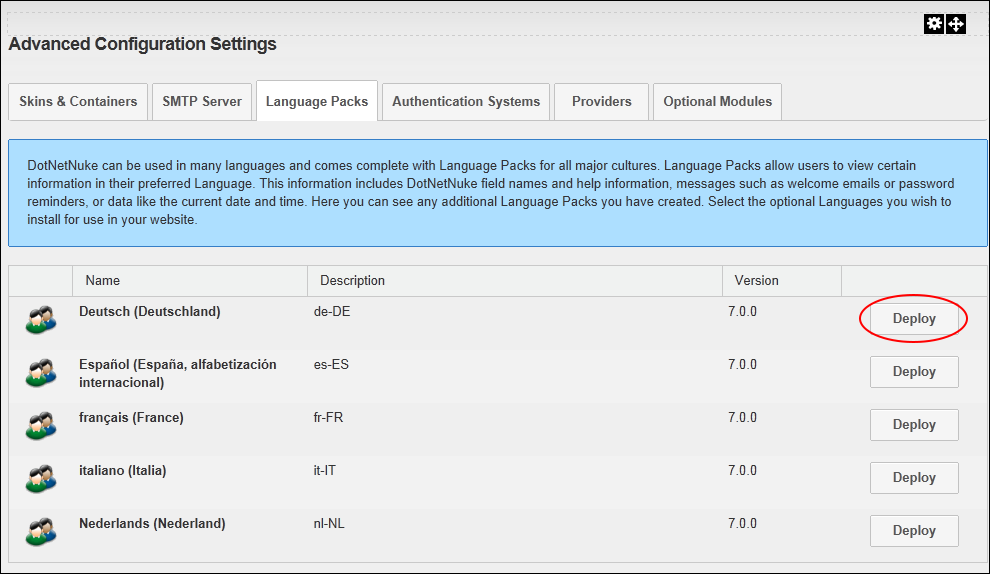 Advanced Configuration Settings
Skins & Containers SMTP Server Language Packs Authentication Systems Providers Optional Modules
DotNetNuke can be used in many languages and comes complete with Language Packs for all major cultures. Language Packs allow users to view certain
information in their preferred Language. This information includes DotNetNuke field names and help information, messages such as welcome emails or password
reminders, or data like the current date and time. Here you can see any additional Language Packs you have created. Select the optional Languages you wish to
install for use in your website.
Name Description Version
Deutsch (Deutschland) de-DE 7.0.0 Deploy
Español (España, alfabetización es-ES 7.0.0 Deploy
internacional)
français (France) fr-FR 7.0.0 Deploy
italiano (Italia) it-IT 7.0.0 Deploy
Nederlands (Nederland) nl-NL 7.0.0 Deploy